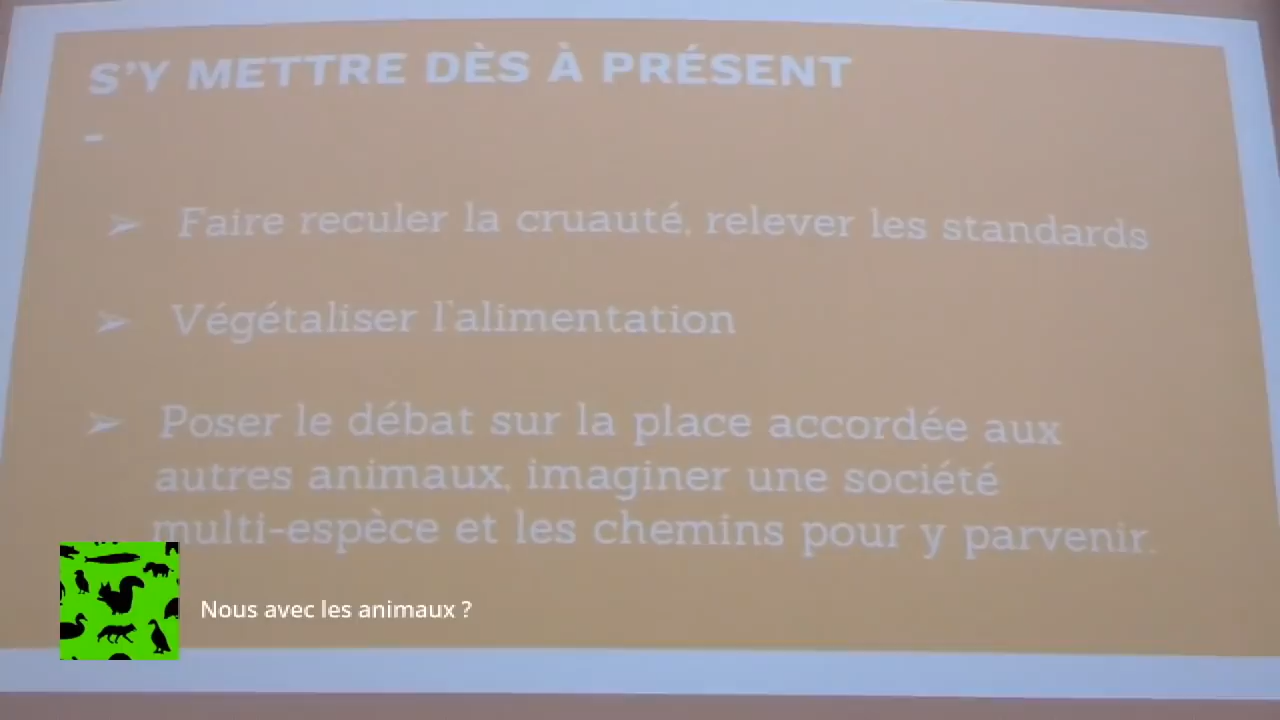 S'Y METTRE DÈS À PRÉSENT
-
➢ Faire reculer la cruauté, relever les standards
➢ Végétaliser l'alimentation
➢ Poser le débat sur la place accordée aux
autres animaux, imaginer une société
multi-espèce et les chemins pour y parvenir.
Nous avec les animaux ?